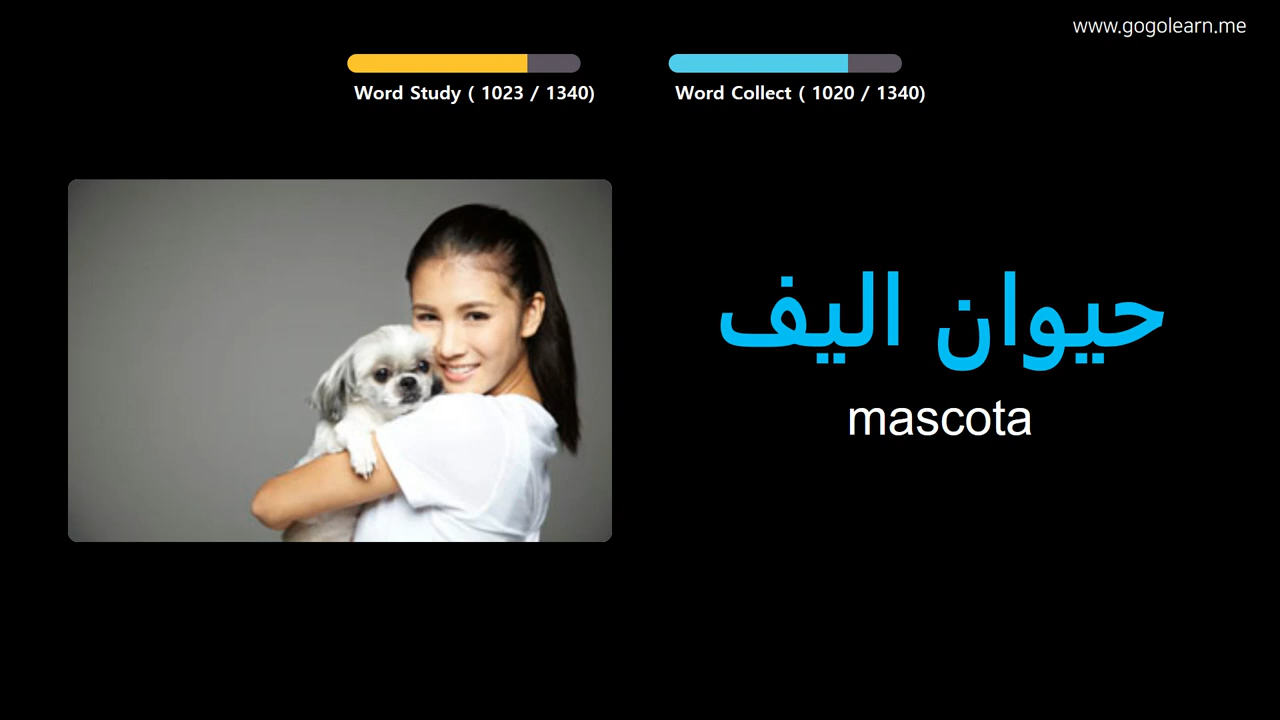 www.gogolearn.me
Word Study ( 1023 / 1340)
Word Collect ( 1020 / 1340)
حيوان اليف
mascota